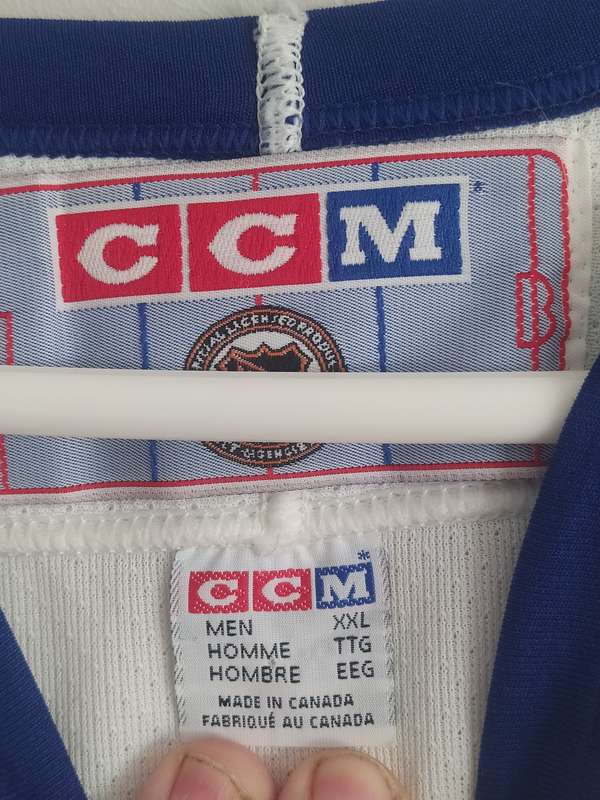 CCM*
CCM*
MEN XXL
HOMME TTG
HOMBRE EEG
MADE IN CANADA
FABRIQUÉ AU CANADA